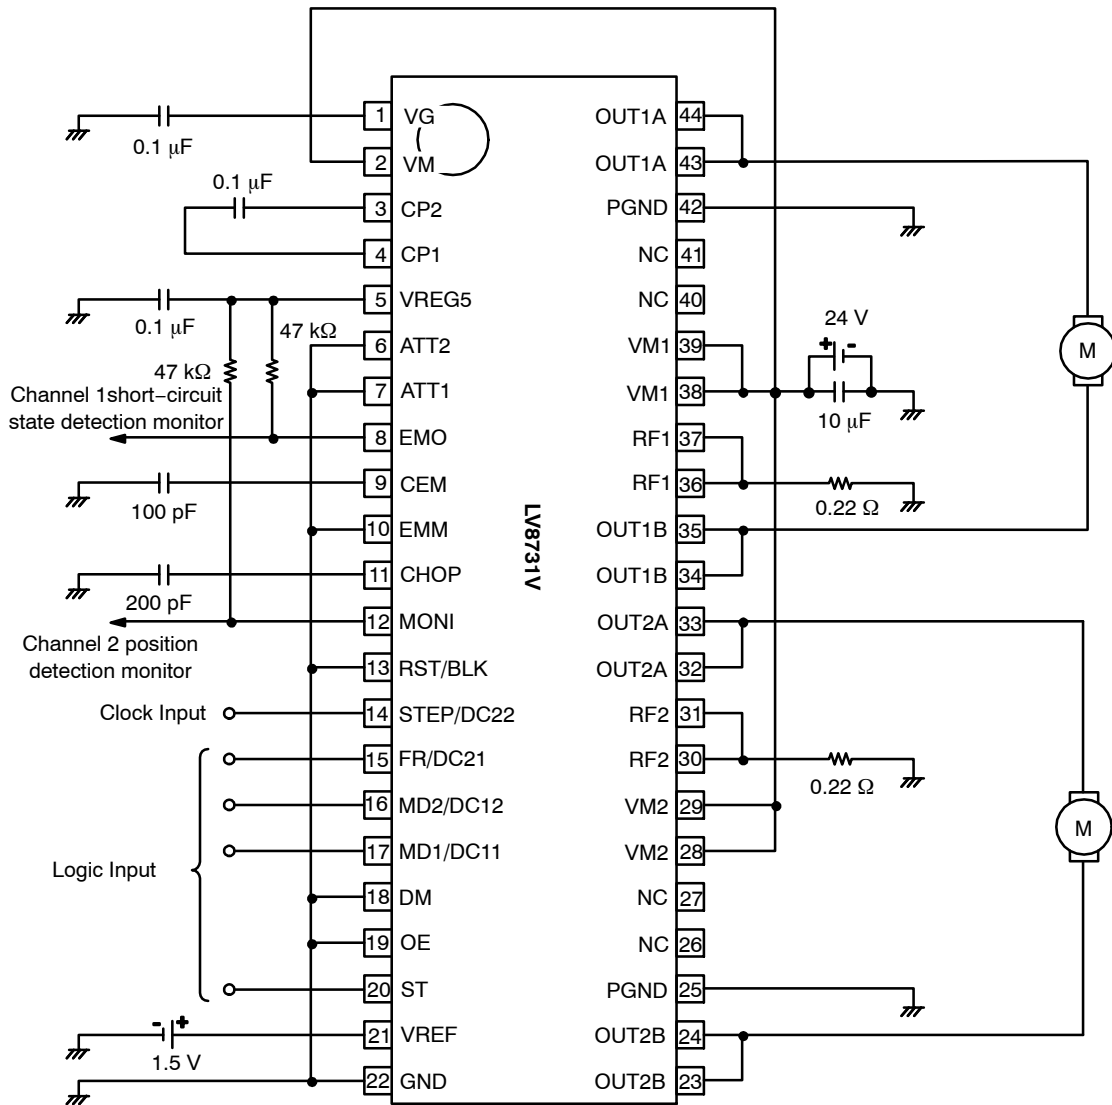 1 VG OUT1A 44
0.1 μF
2 VM OUT1A 43
0.1 μF
3 CP2 PGND 42
4 CP1 NC 41
5 VREG5 NC 40
0.1 μF
47 kΩ
24 V
+ -
6 ATT2 VM1 39
47 kΩ
M
7 ATT1 VM1 38
Channel 1short–circuit
state detection monitor
10 μF
8 EMO RF1 37
9 CEM RF1 36
100 pF
0.22 Ω
10 EMM OUT1B 35
LV8731V
11 CHOP OUT1B 34
200 pF
12 MONI OUT2A 33
Channel 2 position
detection monitor
13 RST/BLK OUT2A 32
Clock Input
14 STEP/DC22 RF2 31
15 FR/DC21 RF2 30
0.22 Ω
16 MD2/DC12 VM2 29
M
17 MD1/DC11 VM2 28
Logic Input
18 DM NC 27
19 OE NC 26
20 ST PGND 25
- +
21 VREF OUT2B 24
1.5 V
22 GND OUT2B 23